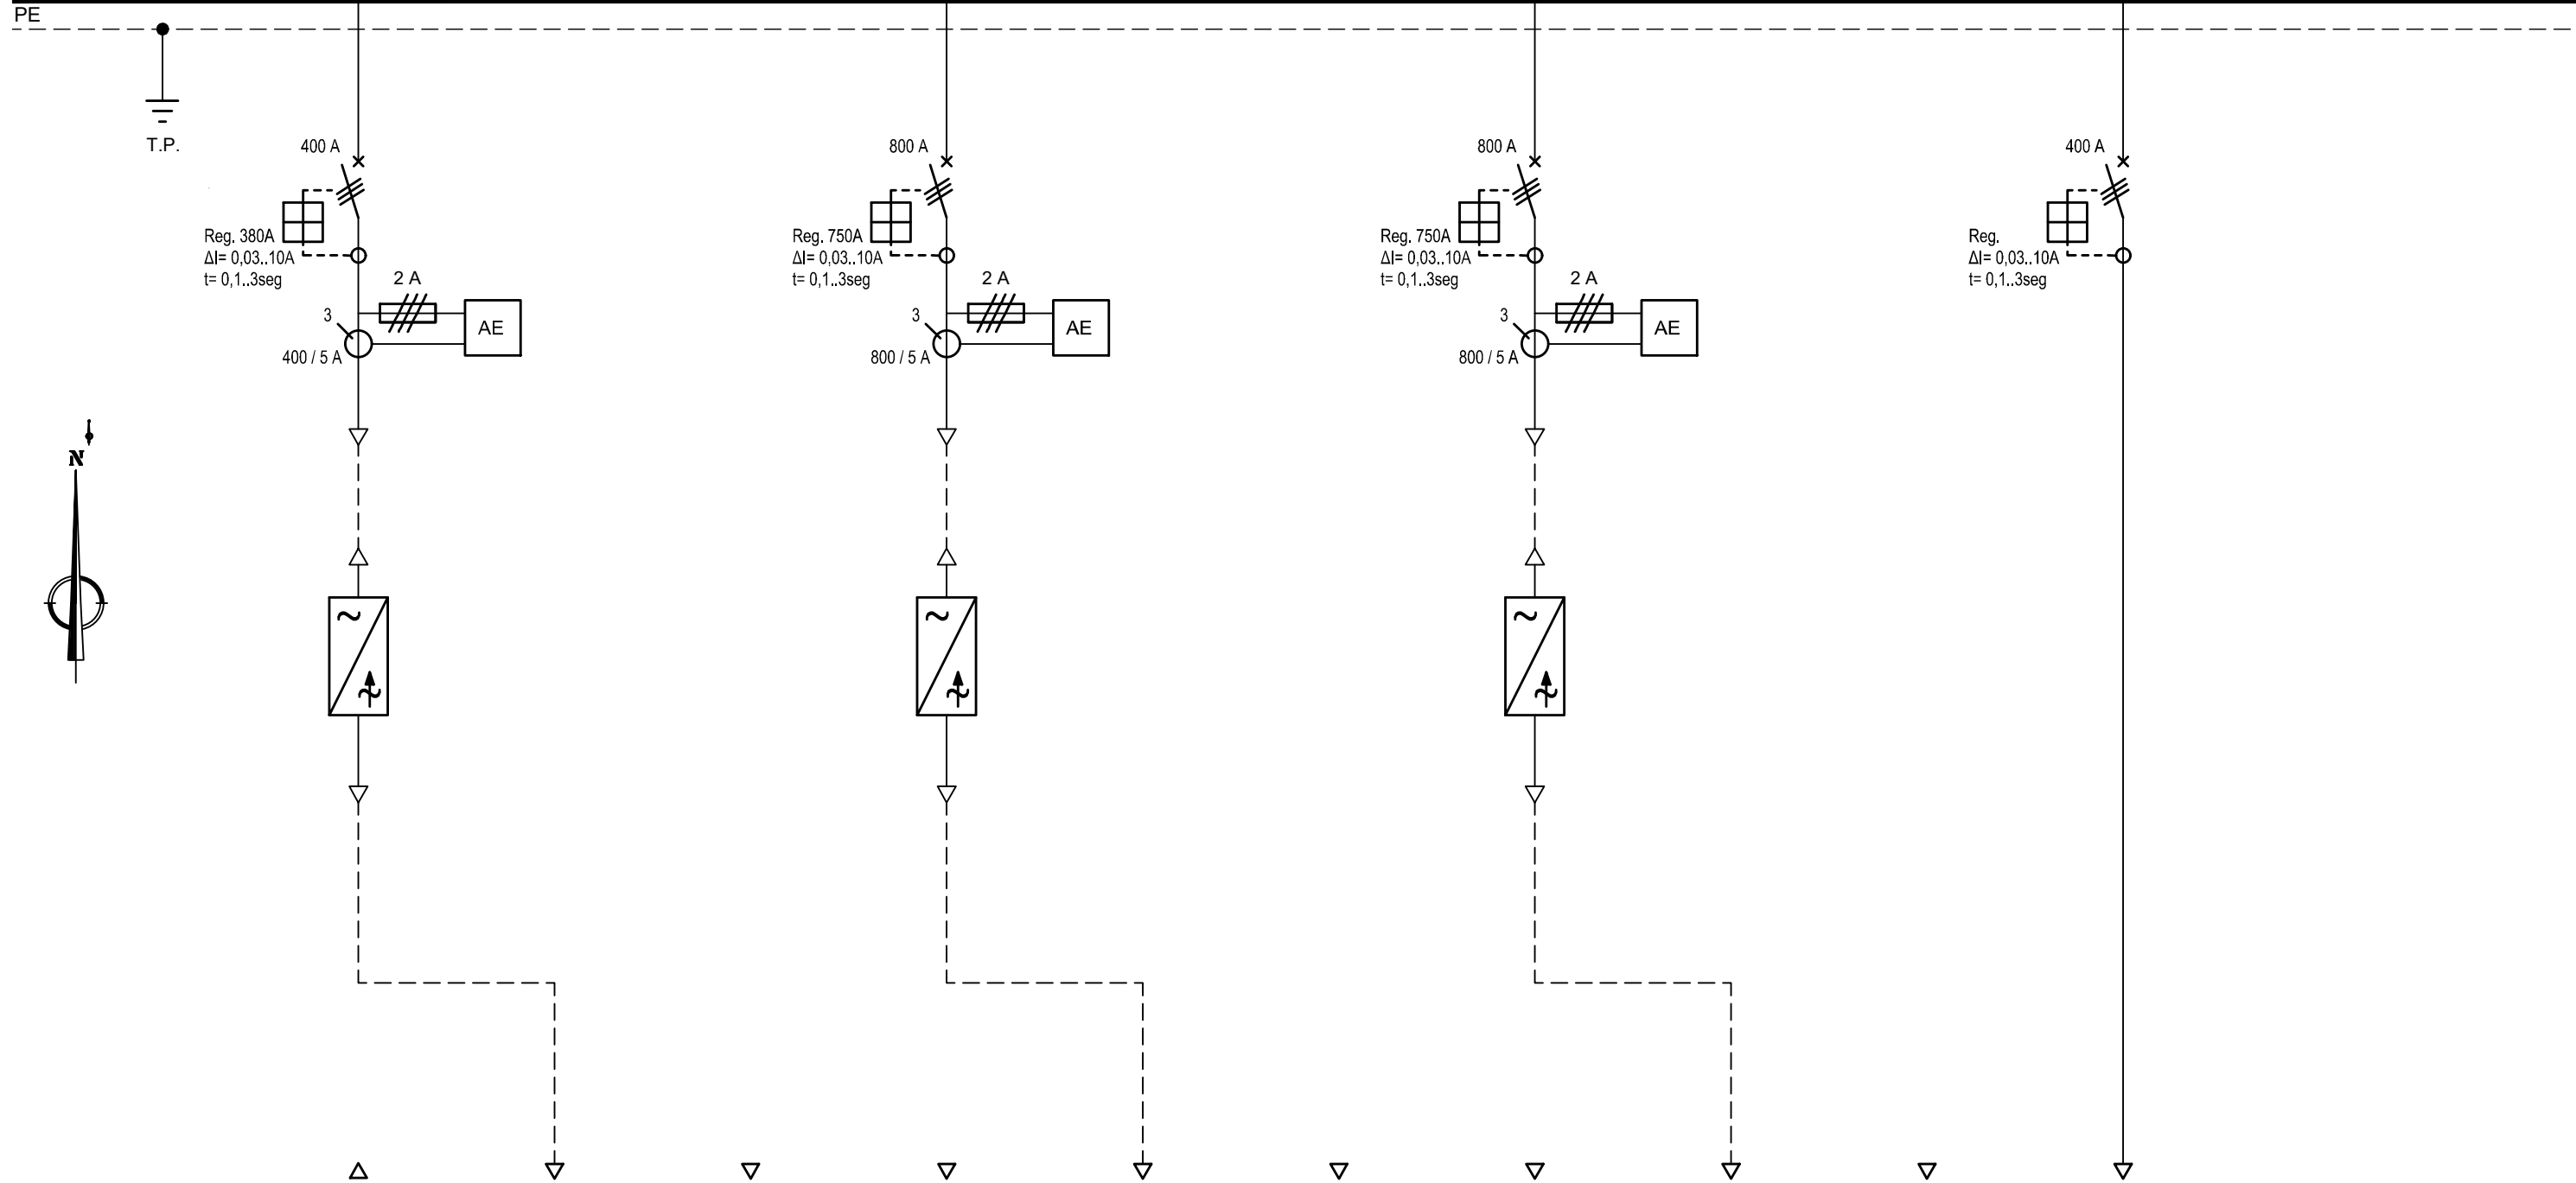 PE
T.P.
400 A
Reg. 380A
ΔI= 0,03..10A
t= 0,1..3seg
2 A
3
AE
400 / 5 A
800 A
Reg. 750A
ΔI= 0,03..10A
t= 0,1..3seg
2 A
3
AE
800 / 5 A
800 A
Reg. 750A
ΔI= 0,03..10A
t= 0,1..3seg
2 A
3
AE
800 / 5 A
400 A
Reg.
ΔI= 0,03..10A
t= 0,1..3seg
N